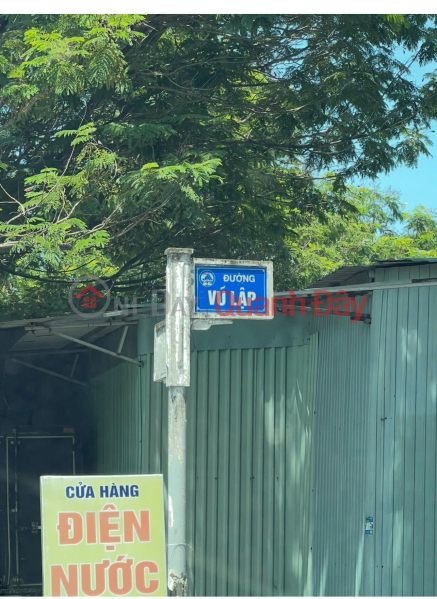 ĐƯỜNG
VŨ LẬP
Quanh Đây
CỬA HÀNG
ĐIỆN
NƯỚC